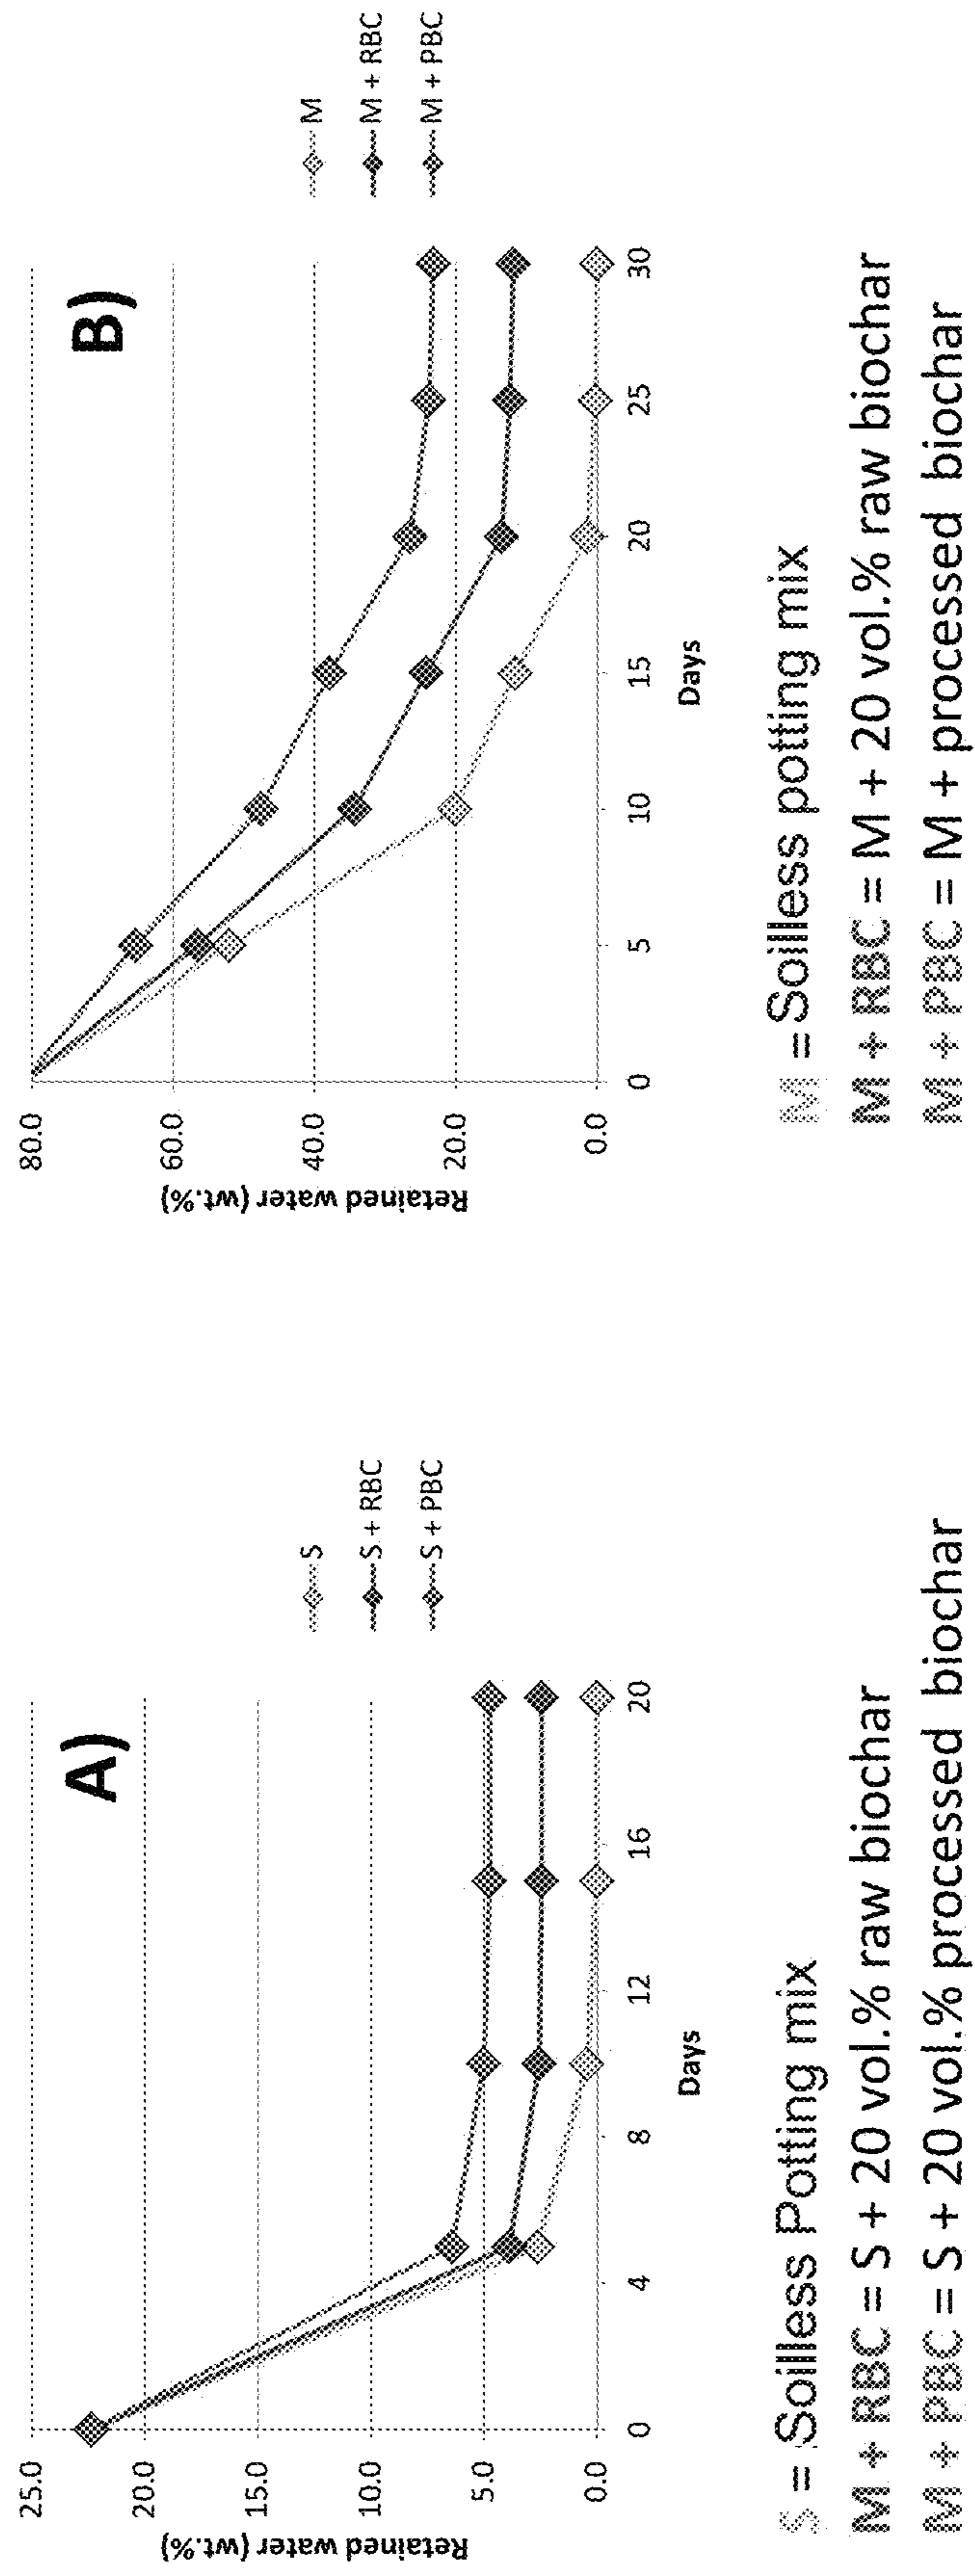 A)
Retained water (wt.%)
25.0
20.0
15.0
10.0
5.0
0.0
0 4 8 12 16 20
Days
S
S + RBC
S + PBC
S = Soilless Potting mix
M + RBC = S + 20 vol.% raw biochar
M + PBC = S + 20 vol.% processed biochar
B)
Retained water (wt.%)
80.0
60.0
40.0
20.0
0.0
0 5 10 15 20 25 30
Days
M
M + RBC
M + PBC
M = Soilless potting mix
M + RBC = M + 20 vol.% raw biochar
M + PBC = M + processed biochar